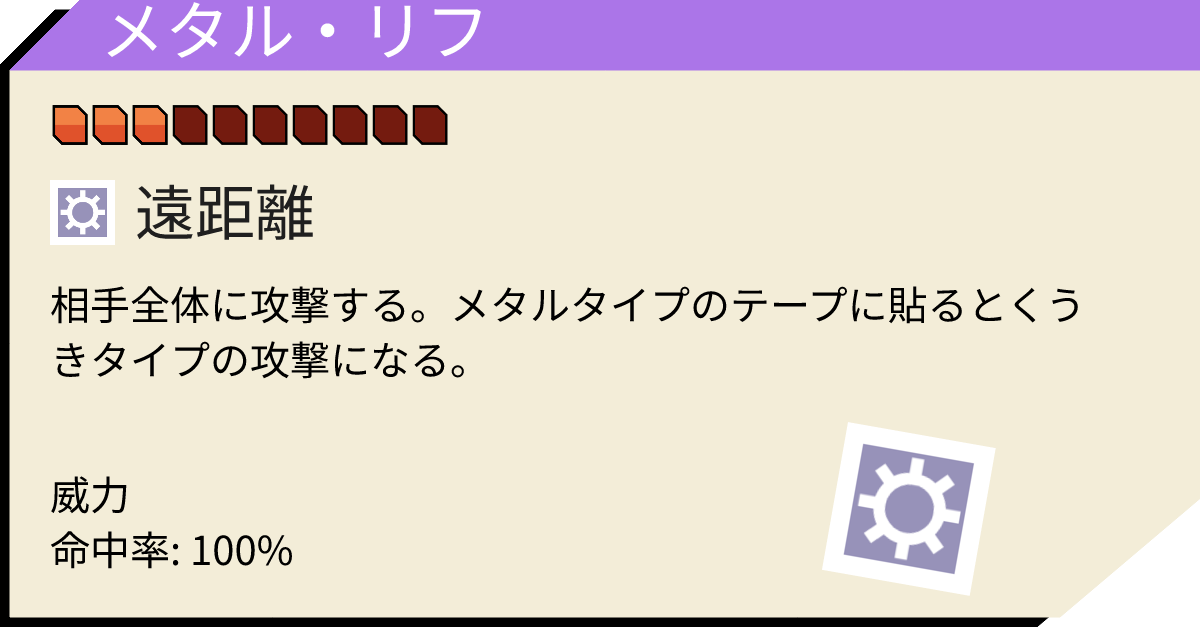 メタル・リフ
遠距離
相手全体に攻撃する。メタルタイプのテープに貼るとくう
きタイプの攻撃になる。
威力
命中率: 100%